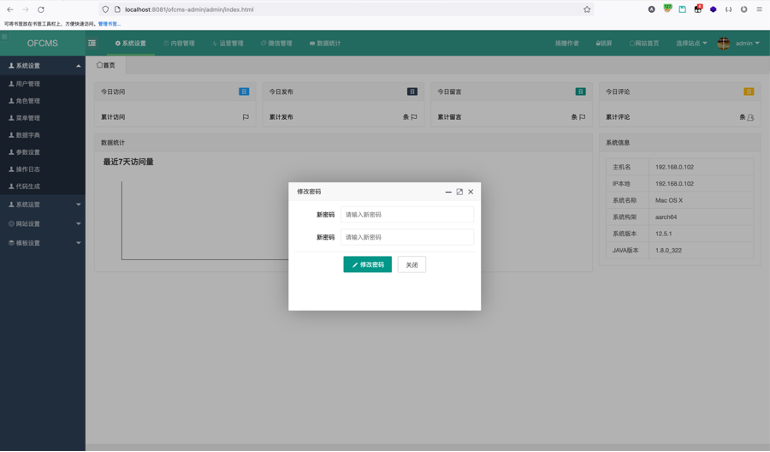 localhost:8081/ofcms-admin/admin/index.html
可将书签放在书签工具栏上，方便快速访问。管理书签…
OFCMS
系统设置
内容管理
运营管理
微信管理
数据统计
捐赠作者
锁屏
网站首页
选择站点
admin
系统设置
用户管理
角色管理
菜单管理
数据字典
参数设置
操作日志
代码生成
系统运营
网站设置
模板设置
首页
今日访问
日
累计访问
今日发布
日
累计发布
条
今日留言
日
累计留言
条
今日评论
日
累计评论
条
数据统计
最近7天访问量
系统信息
主机名 192.168.0.102
IP本地 192.168.0.102
系统名称 Mac OS X
系统构架 aarch64
系统版本 12.5.1
JAVA版本 1.8.0_322
修改密码
新密码 请输入新密码
新密码 请输入新密码
修改密码
关闭